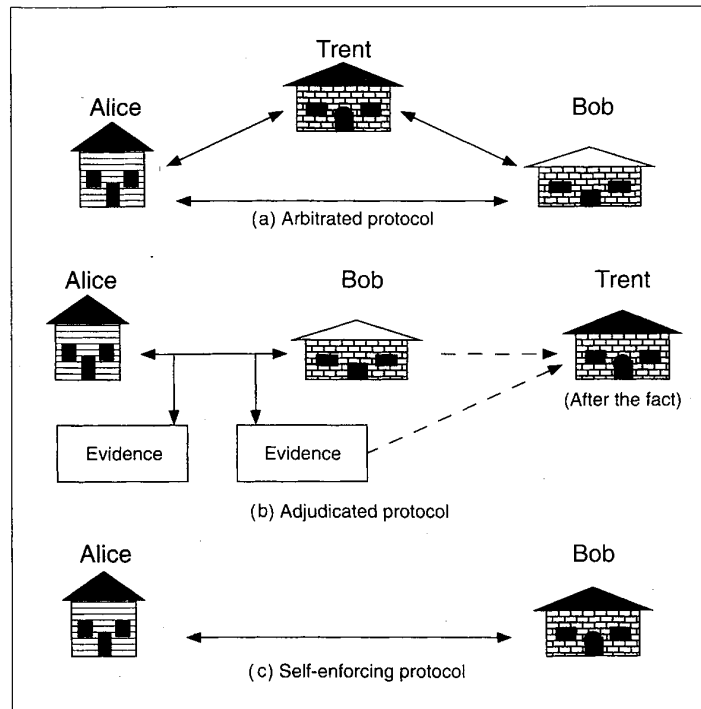 Trent
Alice
Bob
(a) Arbitrated protocol
Alice
Bob
Trent
(After the fact)
Evidence
Evidence
(b) Adjudicated protocol
Alice
Bob
(c) Self-enforcing protocol